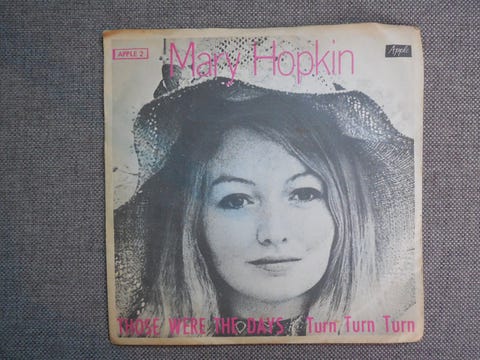 APPLE 2
Apple
Mary Hopkin
THOSE WERE THE DAYS Turn, Turn Turn